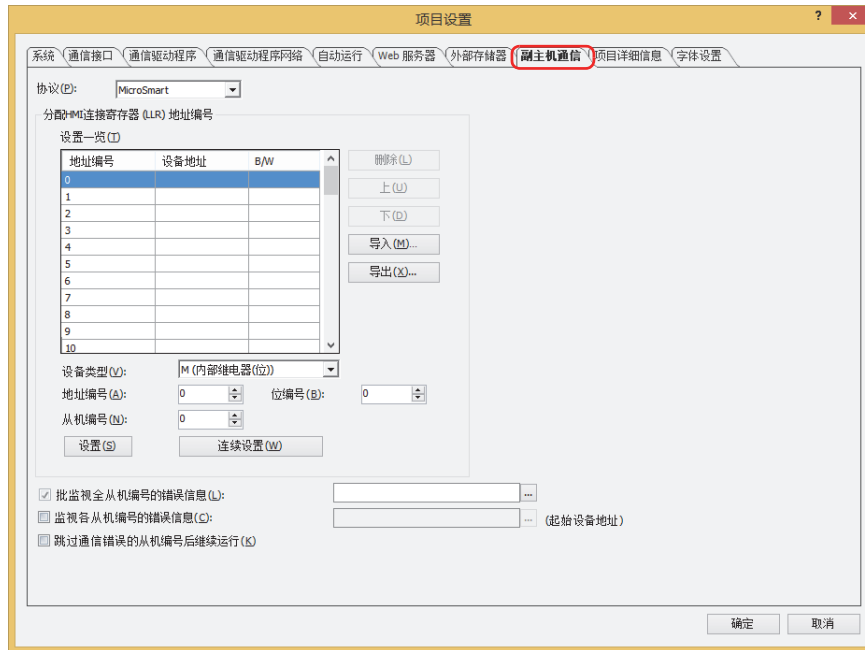 项目设置
? ×
系统 通信接口 通信驱动程序 通信驱动程序网络 自动运行 Web 服务器 外部存储器 副主机通信 项目详细信息 字体设置
协议(P): MicroSmart
分配HMI连接寄存器 (LLR) 地址编号
设置一览(T)
地址编号 设备地址 B/W
0
1
2
3
4
5
6
7
8
9
10
删除(L)
上(U)
下(D)
导入(M)...
导出(X)...
设备类型(V): M (内部继电器(位))
地址编号(A): 0 位编号(B): 0
从机编号(N): 0
设置(S) 连续设置(W)
批监视全从机编号的错误信息(L): ...
监视各从机编号的错误信息(C): ... (起始设备地址)
跳过通信错误的从机编号后继续运行(K)
确定 取消